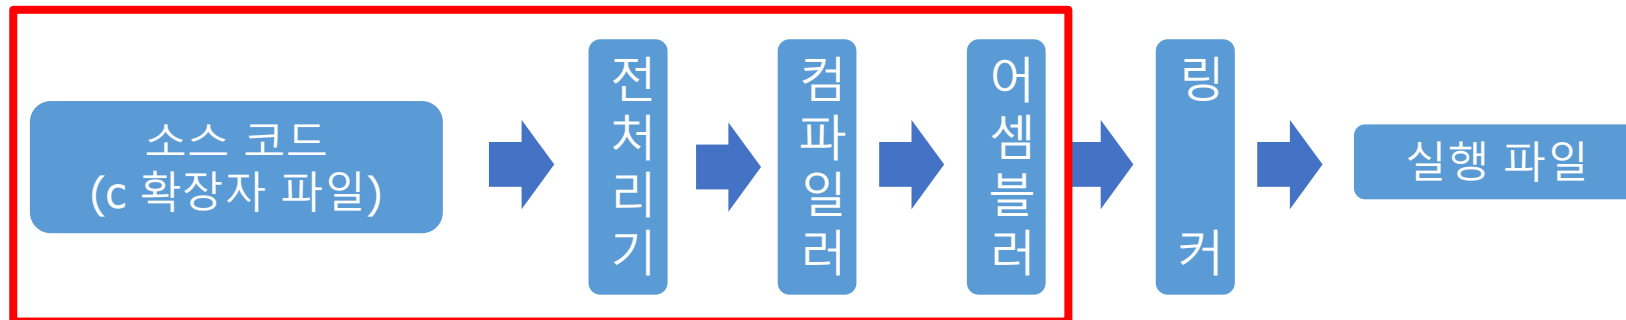 소스 코드
(c 확장자 파일)
전처리기
컴파일러
어셈블러
링커
실행 파일